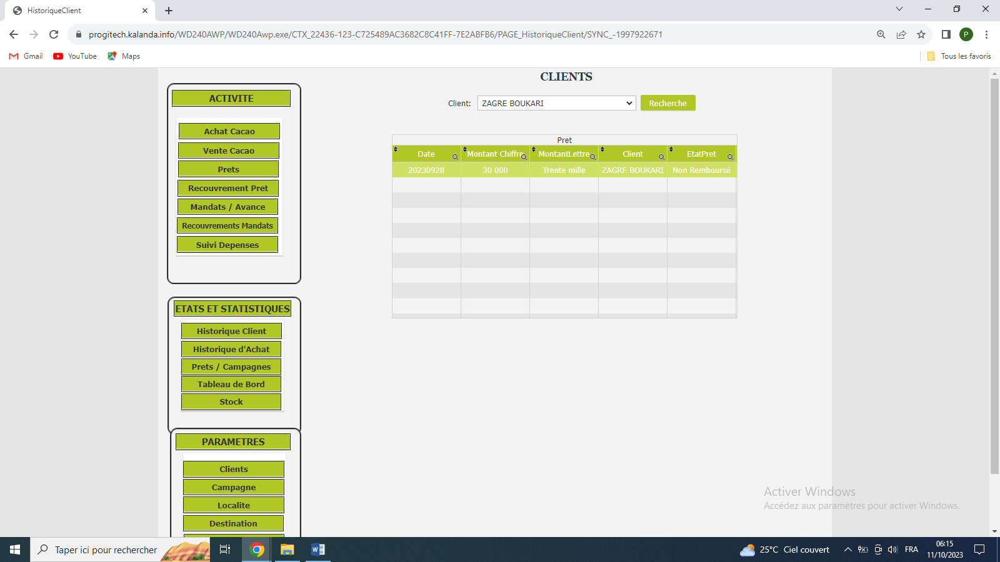 HistoriqueClient
progitech.kalanda.info/WD240AWP/WD240Awp.exe/CTX_22436-123-C725489AC3682C8C41FF-7E2ABFB6/PAGE_HistoriqueClient/SYNC_-1997922671
P
Gmail YouTube Maps Tous les favoris
CLIENTS
Client: ZAGRE BOUKARI Recherche
ACTIVITE
Achat Cacao
Vente Cacao
Prets
Recouvrement Pret
Mandats / Avance
Recouvrements Mandats
Suivi Depenses
Pret
Date Montant Chiffre MontantLettre Client EtatPret
20230928 30 000 Trente mille ZAGRE BOUKARI Non Remboursé
ETATS ET STATISTIQUES
Historique Client
Historique d'Achat
Prets / Campagnes
Tableau de Bord
Stock
PARAMETRES
Clients
Campagne
Localite
Destination
Activer Windows
Accédez aux paramètres pour activer Windows.
Taper ici pour rechercher
25°C Ciel couvert
FRA
06:15
11/10/2023